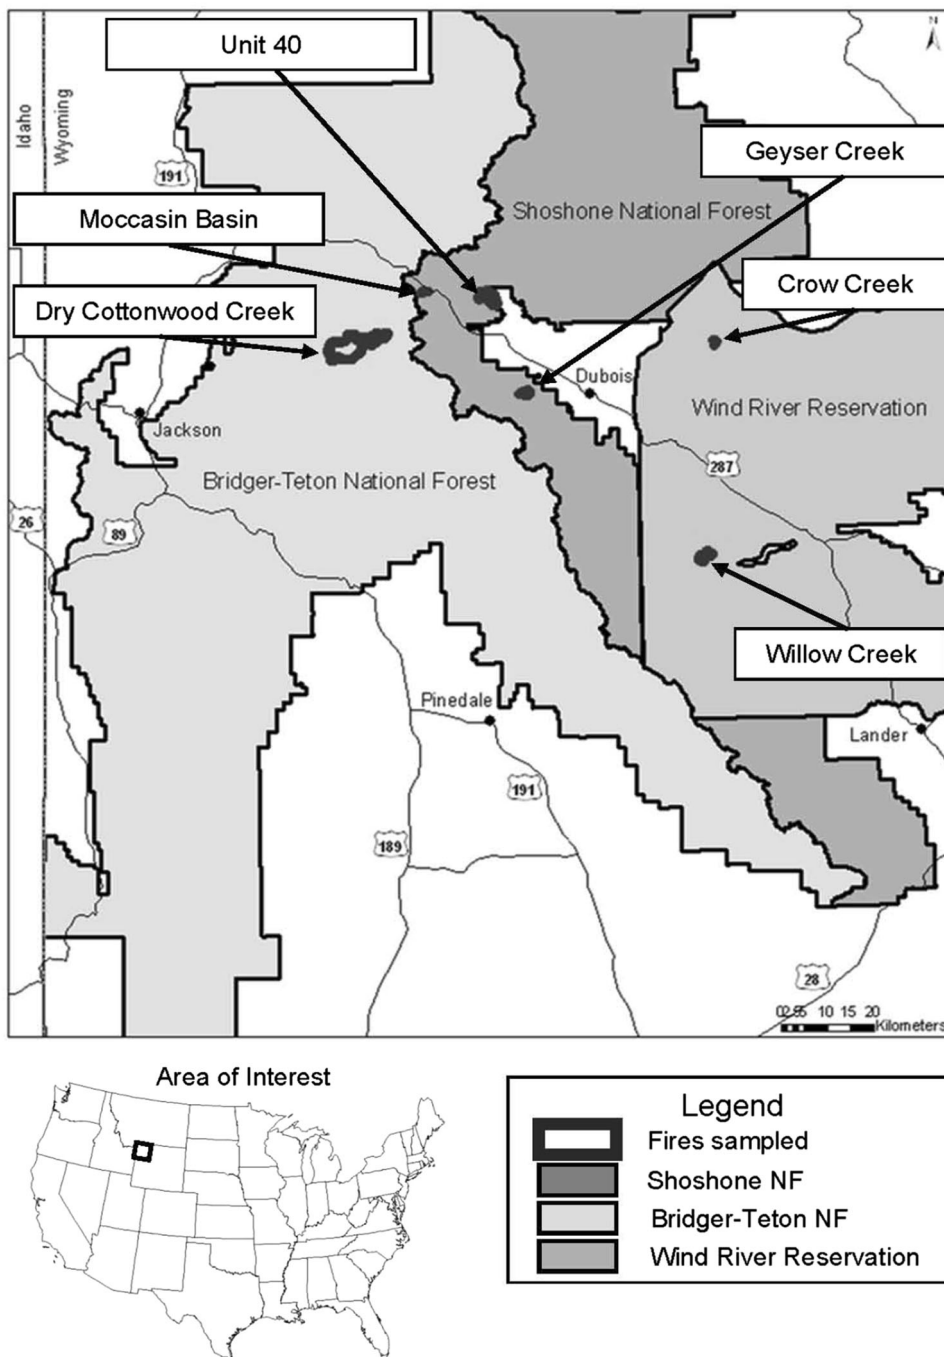 Unit 40
N
Idaho
Wyoming
191
Geyser Creek
Shoshone National Forest
Moccasin Basin
Crow Creek
Dry Cottonwood Creek
Dubois
Wind River Reservation
Jackson
287
Bridger-Teton National Forest
26
89
Willow Creek
Pinedale
Lander
191
189
28
10 15 20
Kilometers
Area of Interest
Legend
Fires sampled
Shoshone NF
Bridger-Teton NF
Wind River Reservation